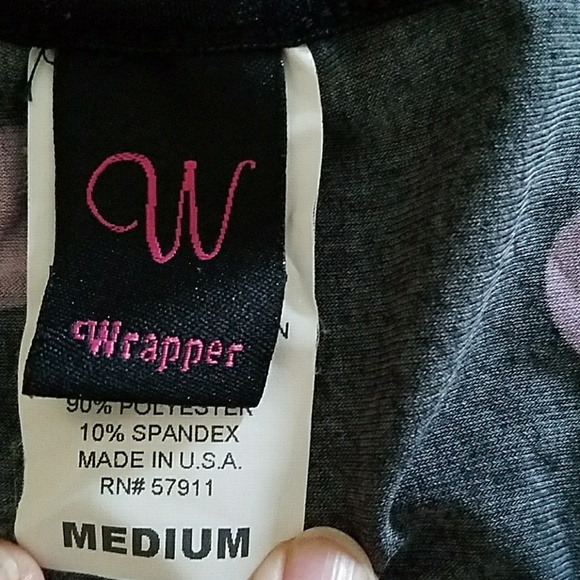 W
Wrapper
N
90% POLYESTER
10% SPANDEX
MADE IN U.S.A.
RN# 57911
MEDIUM